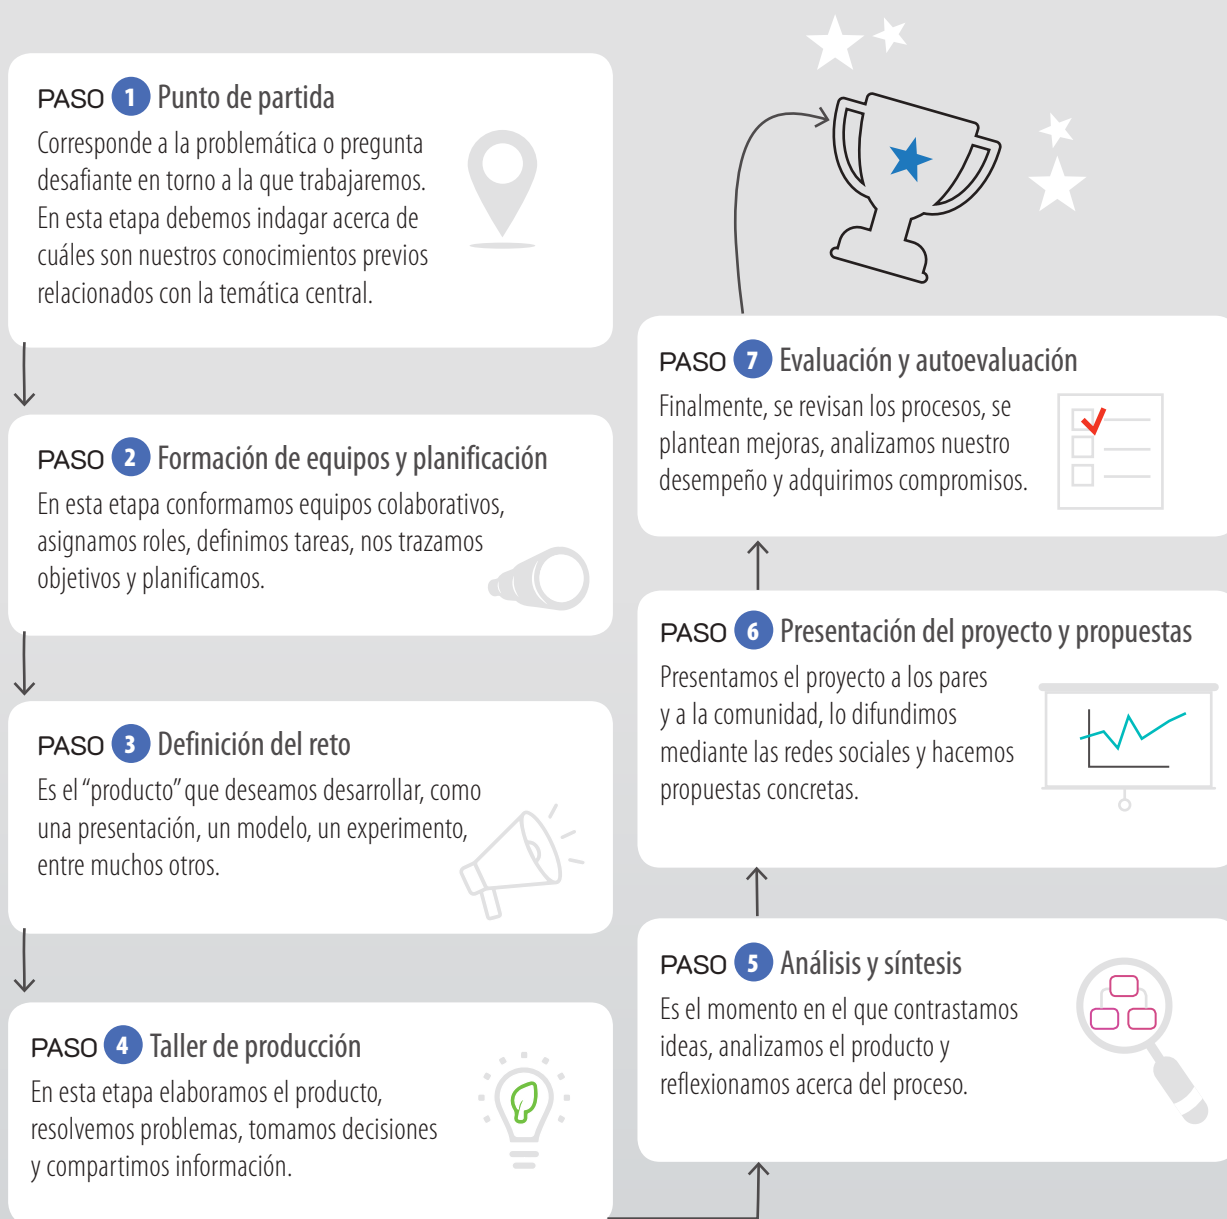 PASO 1 Punto de partida
Corresponde a la problemática o pregunta
desafiante en torno a la que trabajaremos.
En esta etapa debemos indagar acerca de
cuáles son nuestros conocimientos previos
relacionados con la temática central.
PASO 2 Formación de equipos y planificación
En esta etapa conformamos equipos colaborativos,
asignamos roles, definimos tareas, nos trazamos
objetivos y planificamos.
PASO 3 Definición del reto
Es el “producto” que deseamos desarrollar, como
una presentación, un modelo, un experimento,
entre muchos otros.
PASO 4 Taller de producción
En esta etapa elaboramos el producto,
resolvemos problemas, tomamos decisiones
y compartimos información.
PASO 5 Análisis y síntesis
Es el momento en el que contrastamos
ideas, analizamos el producto y
reflexionamos acerca del proceso.
PASO 6 Presentación del proyecto y propuestas
Presentamos el proyecto a los pares
y a la comunidad, lo difundimos
mediante las redes sociales y hacemos
propuestas concretas.
PASO 7 Evaluación y autoevaluación
Finalmente, se revisan los procesos, se
plantean mejoras, analizamos nuestro
desempeño y adquirimos compromisos.